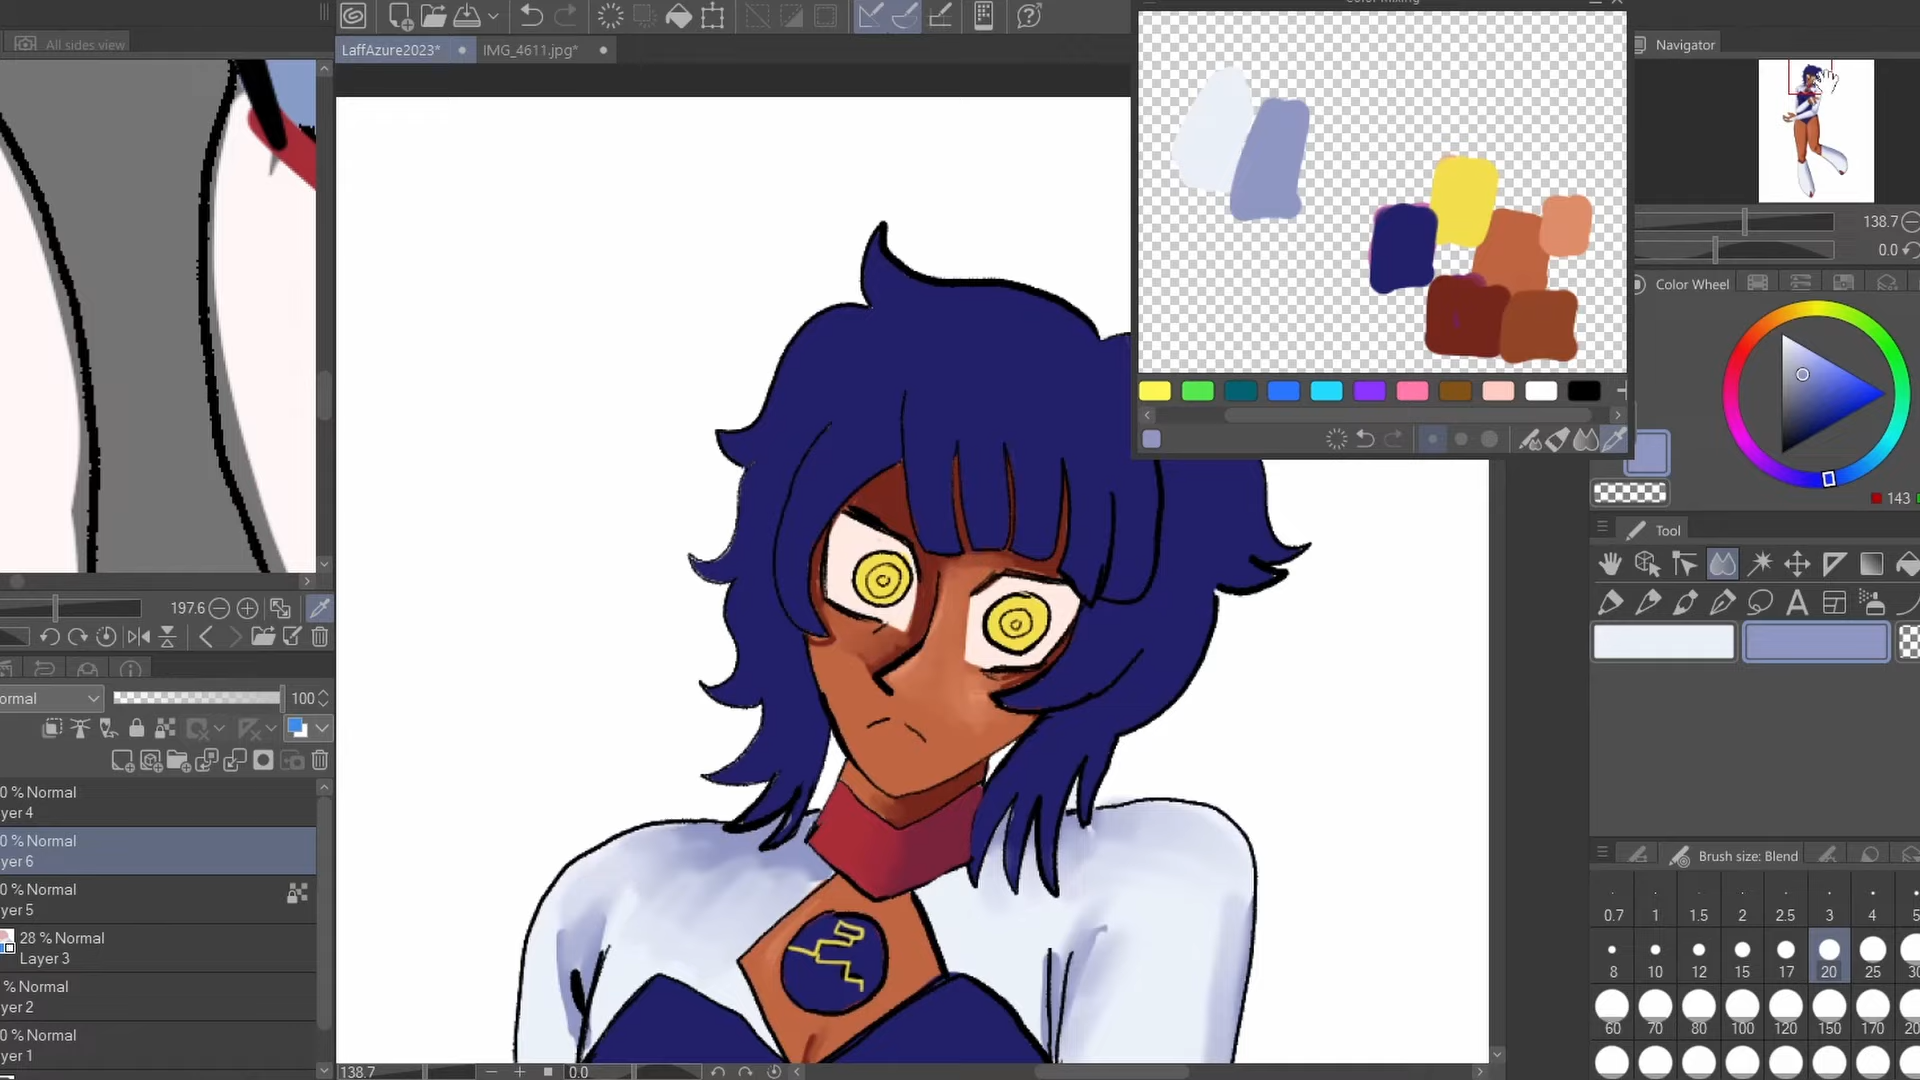 All sides view
LaffAzure2023*
IMG_4611.jpg*
Navigator
138.7
0.0
Color Wheel
143
Tool
197.6
ormal
100
0 % Normal
yer 4
0 % Normal
yer 6
0 % Normal
yer 5
28 % Normal
Layer 3
% Normal
yer 2
0 % Normal
yer 1
Brush size: Blend
0.7 1 1.5 2 2.5 3 4 5
8 10 12 15 17 20 25 30
60 70 80 100 120 150 170 20
138.7
0.0